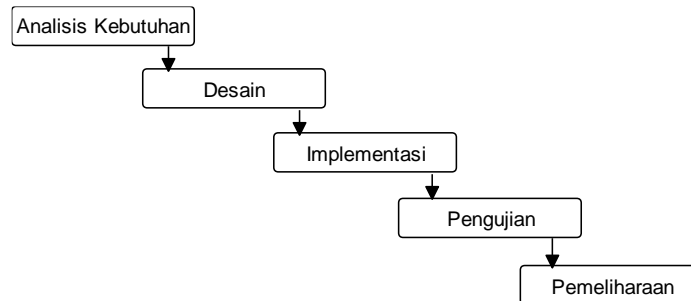 Analisis Kebutuhan
Desain
Implementasi
Pengujian
Pemeliharaan